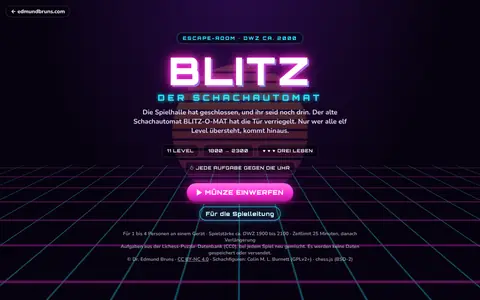 ← edmundbruns.com
ESCAPE-ROOM · DWZ CA. 2000
BLITZ
DER SCHACHAUTOMAT
Die Spielhalle hat geschlossen, und ihr seid noch drin. Der alte
Schachautomat BLITZ-O-MAT hat die Tür verriegelt. Nur wer alle elf
Level übersteht, kommt hinaus.
11 LEVEL
1800 – 2300
♥♥♥ DREI LEBEN
JEDE AUFGABE GEGEN DIE UHR
▶ MÜNZE EINWERFEN
Für die Spielleitung
Für 1 bis 4 Personen an einem Gerät · Spielstärke ca. DWZ 1900 bis 2100 · Zeitlimit 25 Minuten, danach
Verlängerung
Aufgaben aus der Lichess-Puzzle-Datenbank (CC0), bei jedem Spiel neu gemischt. Es werden keine Daten
gespeichert oder versendet.
© Dr. Edmund Bruns · CC BY-NC 4.0 · Schachfiguren: Colin M. L. Burnett (GPLv2+) · chess.js (BSD-2)